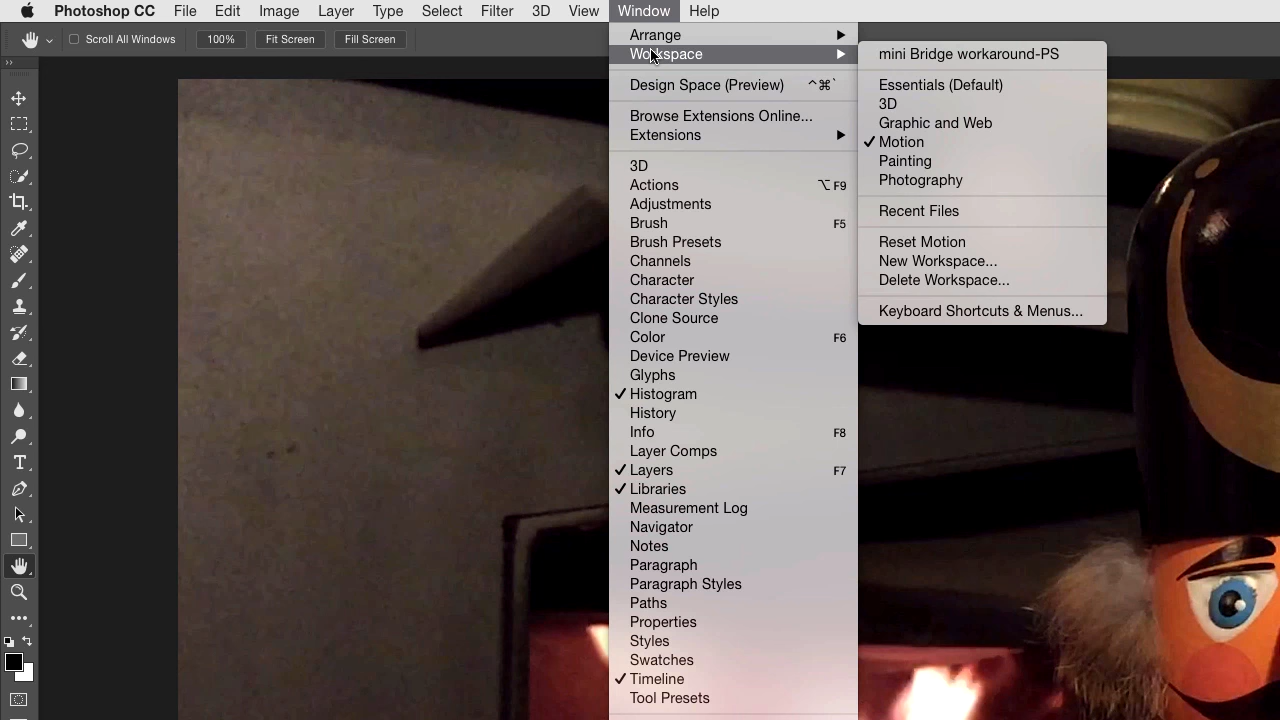 Photoshop CC File Edit Image Layer Type Select Filter 3D View Window Help
Scroll All Windows 100% Fit Screen Fill Screen
Arrange
Workspace
Design Space (Preview) ⌃⌘`
Browse Extensions Online...
Extensions
3D
Actions ⌥F9
Adjustments
Brush F5
Brush Presets
Channels
Character
Character Styles
Clone Source
Color F6
Device Preview
Glyphs
Histogram
History
Info F8
Layer Comps
Layers F7
Libraries
Measurement Log
Navigator
Notes
Paragraph
Paragraph Styles
Paths
Properties
Styles
Swatches
Timeline
Tool Presets
mini Bridge workaround-PS
Essentials (Default)
3D
Graphic and Web
Motion
Painting
Photography
Recent Files
Reset Motion
New Workspace...
Delete Workspace...
Keyboard Shortcuts & Menus...